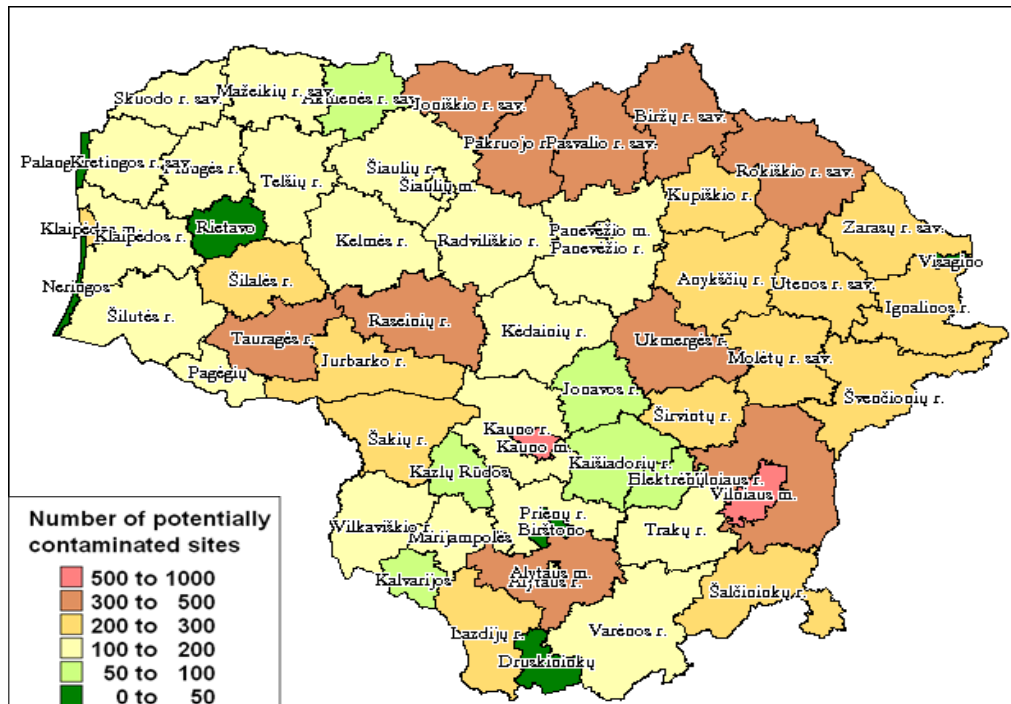 Skuodo r. sav.
Mažeikių r. sav.
Akmenės r. sav.
Joniškio r. sav.
Biržų r. sav.
Pakruojo r.
Pasvalio r. sav.
Kretingos r. sav.
Plungės r.
Telšių r.
Šiaulių r.
Šiaulių m.
Rokiškio r. sav.
Kupiškio r.
Rietavo
Klaipėdos m.
Klaipėdos r.
Kelmės r.
Radviliškio r.
Panevėžio m.
Panevėžio r.
Zarasų r. sav.
Visagino
Šilalės r.
Anykščių r.
Utenos r. sav.
Ignalinos r.
Neringos
Šilutės r.
Tauragės r.
Raseinių r.
Kėdainių r.
Ukmergės r.
Molėtų r. sav.
Pagėgių
Jurbarko r.
Jonavos r.
Širvintų r.
Švenčionių r.
Šakių r.
Kauno r.
Kauno m.
Kazlų Rūdos
Kaišiadorių r.
Vilniaus m.
Vilkaviškio r.
Marijampolės
Prienų r.
Birštono
Trakų r.
Kalvarijos
Alytaus m.
Alytaus r.
Šalčininkų r.
Lazdijų r.
Varėnos r.
Druskininkų
Number of potentially
contaminated sites
500 to 1000
300 to 500
200 to 300
100 to 200
50 to 100
0 to 50